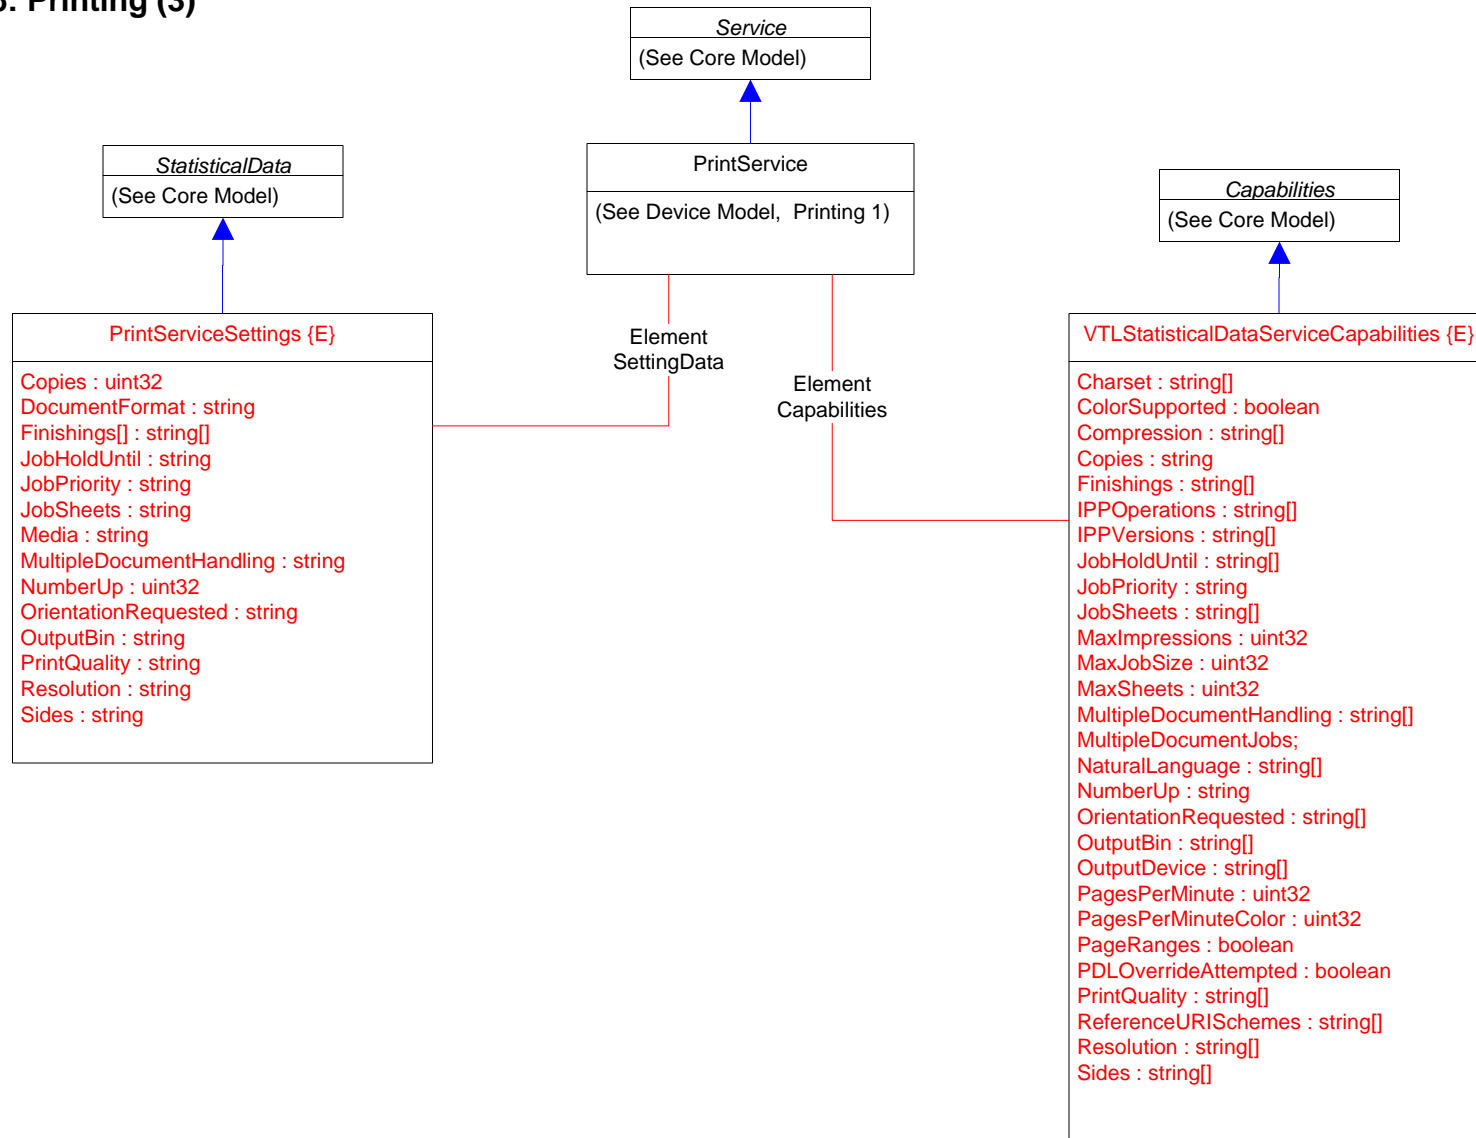 : Printing (3)
Service
(See Core Model)
StatisticalData
(See Core Model)
PrintService
(See Device Model, Printing 1)
Capabilities
(See Core Model)
Element
SettingData
Element
Capabilities
PrintServiceSettings {E}
Copies : uint32
DocumentFormat : string
Finishings[] : string[]
JobHoldUntil : string
JobPriority : string
JobSheets : string
Media : string
MultipleDocumentHandling : string
NumberUp : uint32
OrientationRequested : string
OutputBin : string
PrintQuality : string
Resolution : string
Sides : string
VTLStatisticalDataServiceCapabilities {E}
Charset : string[]
ColorSupported : boolean
Compression : string[]
Copies : string
Finishings : string[]
IPPOperations : string[]
IPPVersions : string[]
JobHoldUntil : string[]
JobPriority : string
JobSheets : string[]
MaxImpressions : uint32
MaxJobSize : uint32
MaxSheets : uint32
MultipleDocumentHandling : string[]
MultipleDocumentJobs;
NaturalLanguage : string[]
NumberUp : string
OrientationRequested : string[]
OutputBin : string[]
OutputDevice : string[]
PagesPerMinute : uint32
PagesPerMinuteColor : uint32
PageRanges : boolean
PDLOverrideAttempted : boolean
PrintQuality : string[]
ReferenceURISchemes : string[]
Resolution : string[]
Sides : string[]